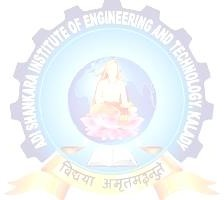 ADI SHANKARA INSTITUTE OF ENGINEERING AND TECHNOLOGY, KALADY
विद्यया अमृतमश्नुते